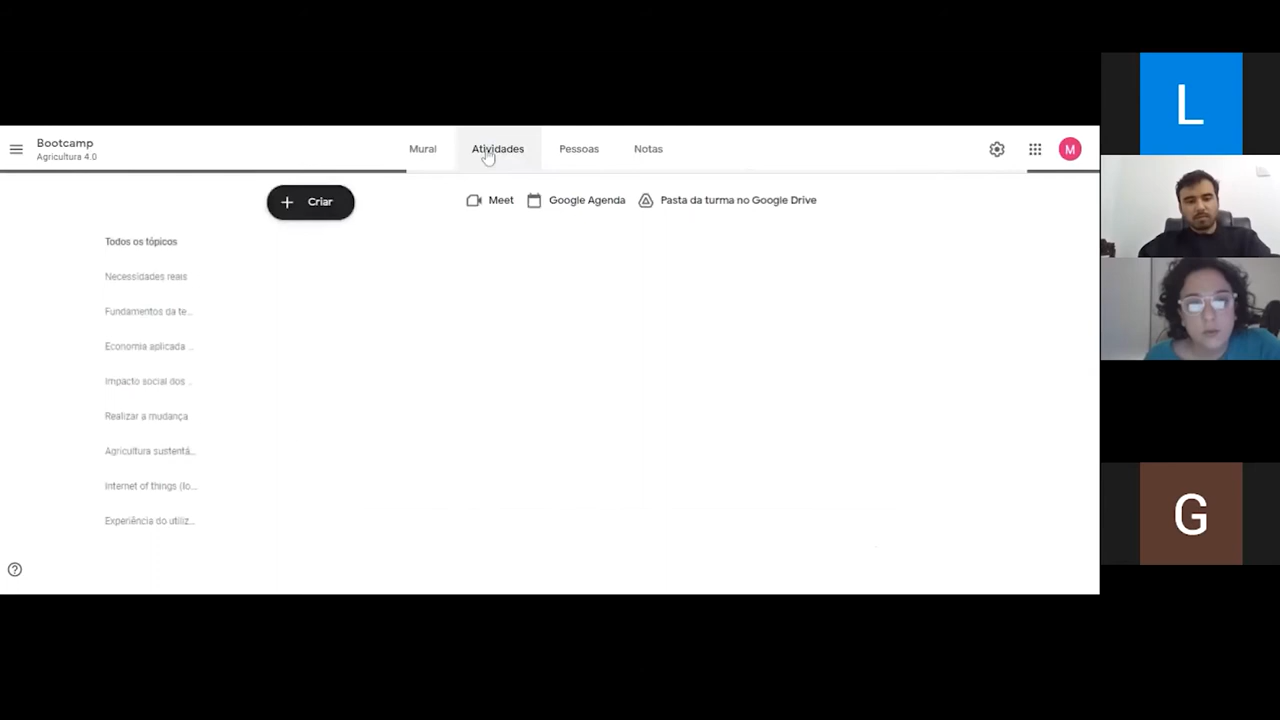 Bootcamp
Agricultura 4.0
Mural
Atividades
Pessoas
Notas
M
Criar
Meet
Google Agenda
Pasta da turma no Google Drive
Todos os tópicos
Necessidades reais
Fundamentos da te...
Economia aplicada ...
Impacto social dos ...
Realizar a mudança
Agricultura sustentá...
Internet of things (Io...
Experiência do utiliz...
L
G